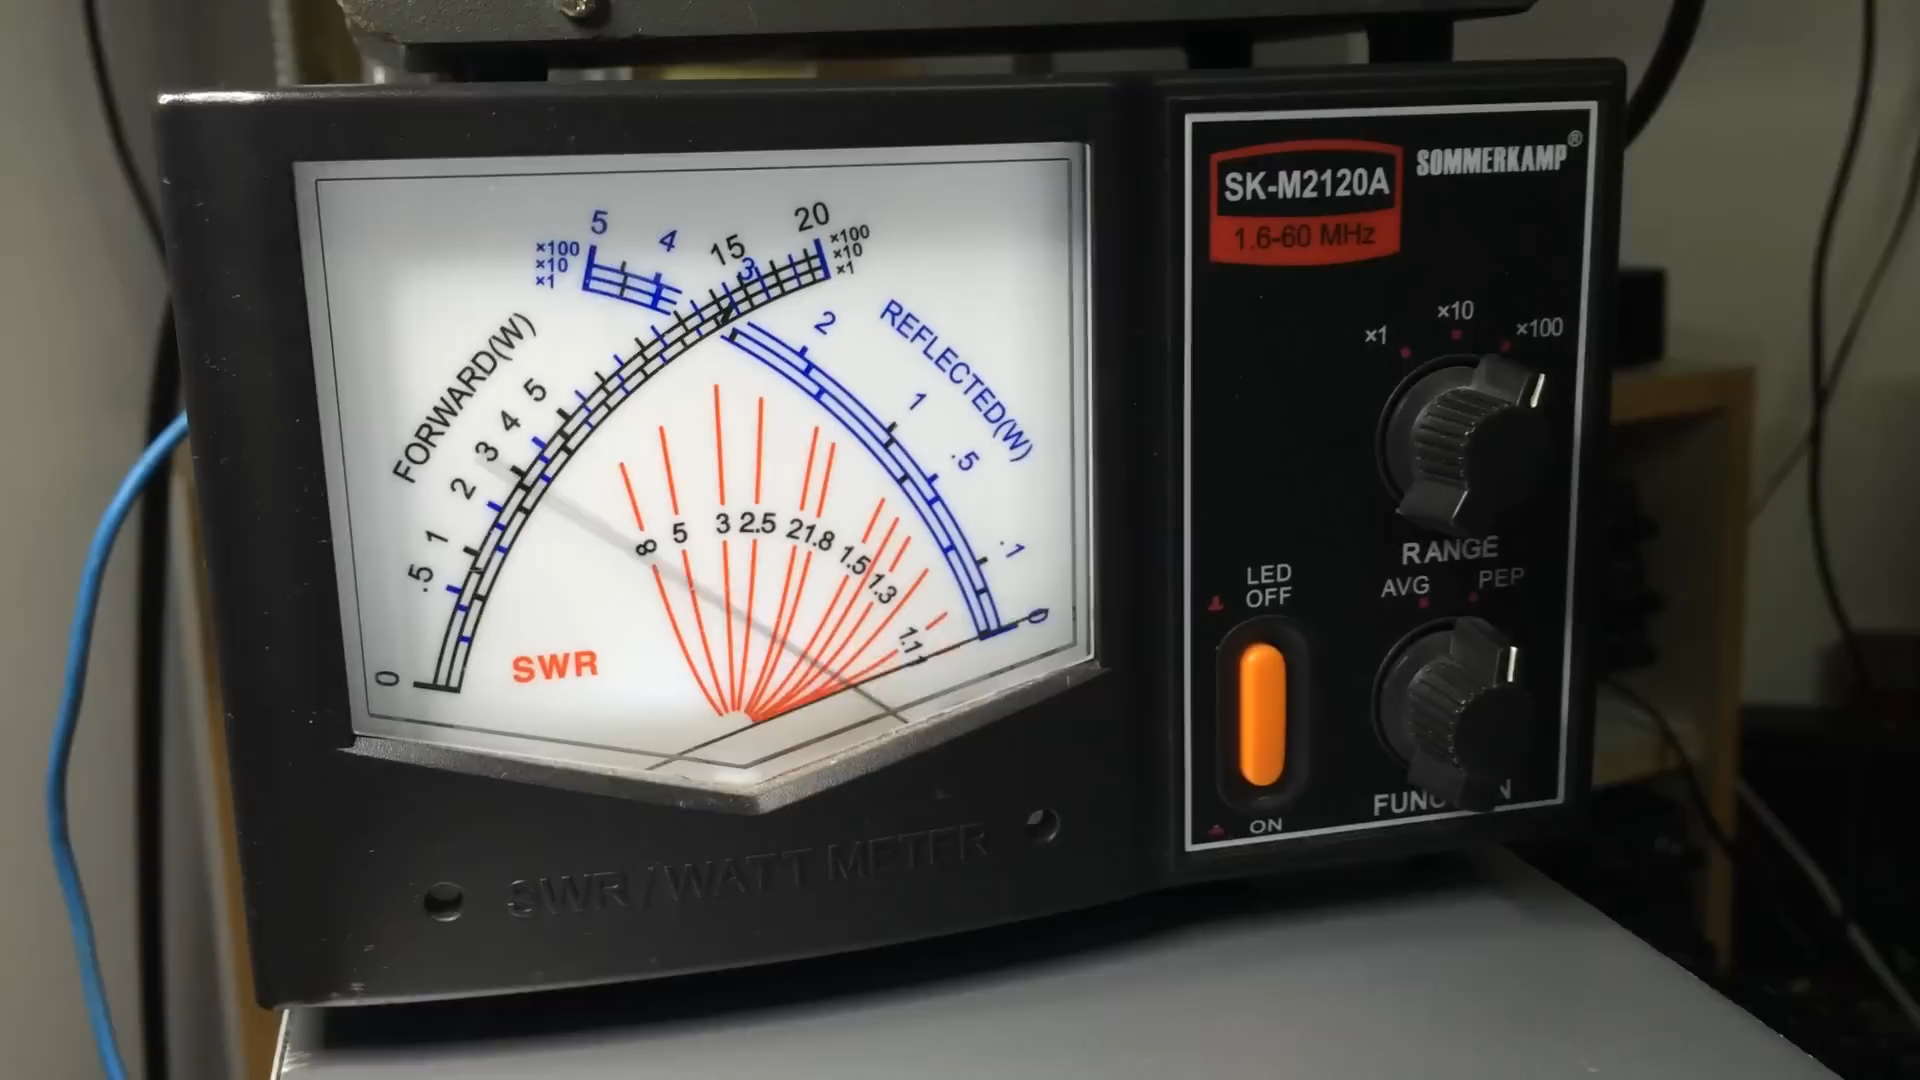 5
4
15
20
×100
×10
×1
3
×100
×10
×1
FORWARD(W)
2
REFLECTED(W)
5
4
3
2
1
.5
0
1
.5
.1
0
8
5
3
2.5
2
1.8
1.5
1.3
1.1
1
SWR
SWR/WATT METER
SK-M2120A
1.6-60 MHz
SOMMERKAMP®
×1
×10
×100
RANGE
LED
OFF
ON
AVG
PEP